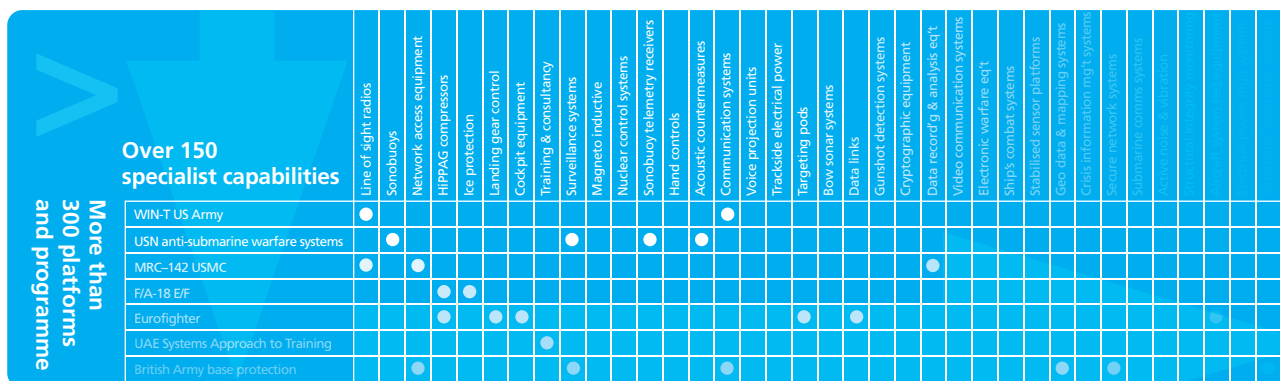 >
Over 150
specialist capabilities
More than
300 platforms
and programme
Line of sight radios
Sonobuoys
Network access equipment
HiPPAG compressors
Ice protection
Landing gear control
Cockpit equipment
Training & consultancy
Surveillance systems
Magneto inductive
Nuclear control systems
Sonobuoy telemetry receivers
Hand controls
Acoustic countermeasures
Communication systems
Voice projection units
Trackside electrical power
Targeting pods
Bow sonar systems
Data links
Gunshot detection systems
Cryptographic equipment
Data record'g & analysis eq't
Video communication systems
Electronic warfare eq't
Ship's combat systems
Stabilised sensor platforms
Geo data & mapping systems
Crisis information mg't systems
Secure network systems
Submarine comms systems
Active noise & vibration
Structural integrity monitoring
WIN-T US Army
USN anti-submarine warfare systems
MRC–142 USMC
F/A-18 E/F
Eurofighter
UAE Systems Approach to Training
British Army base protection